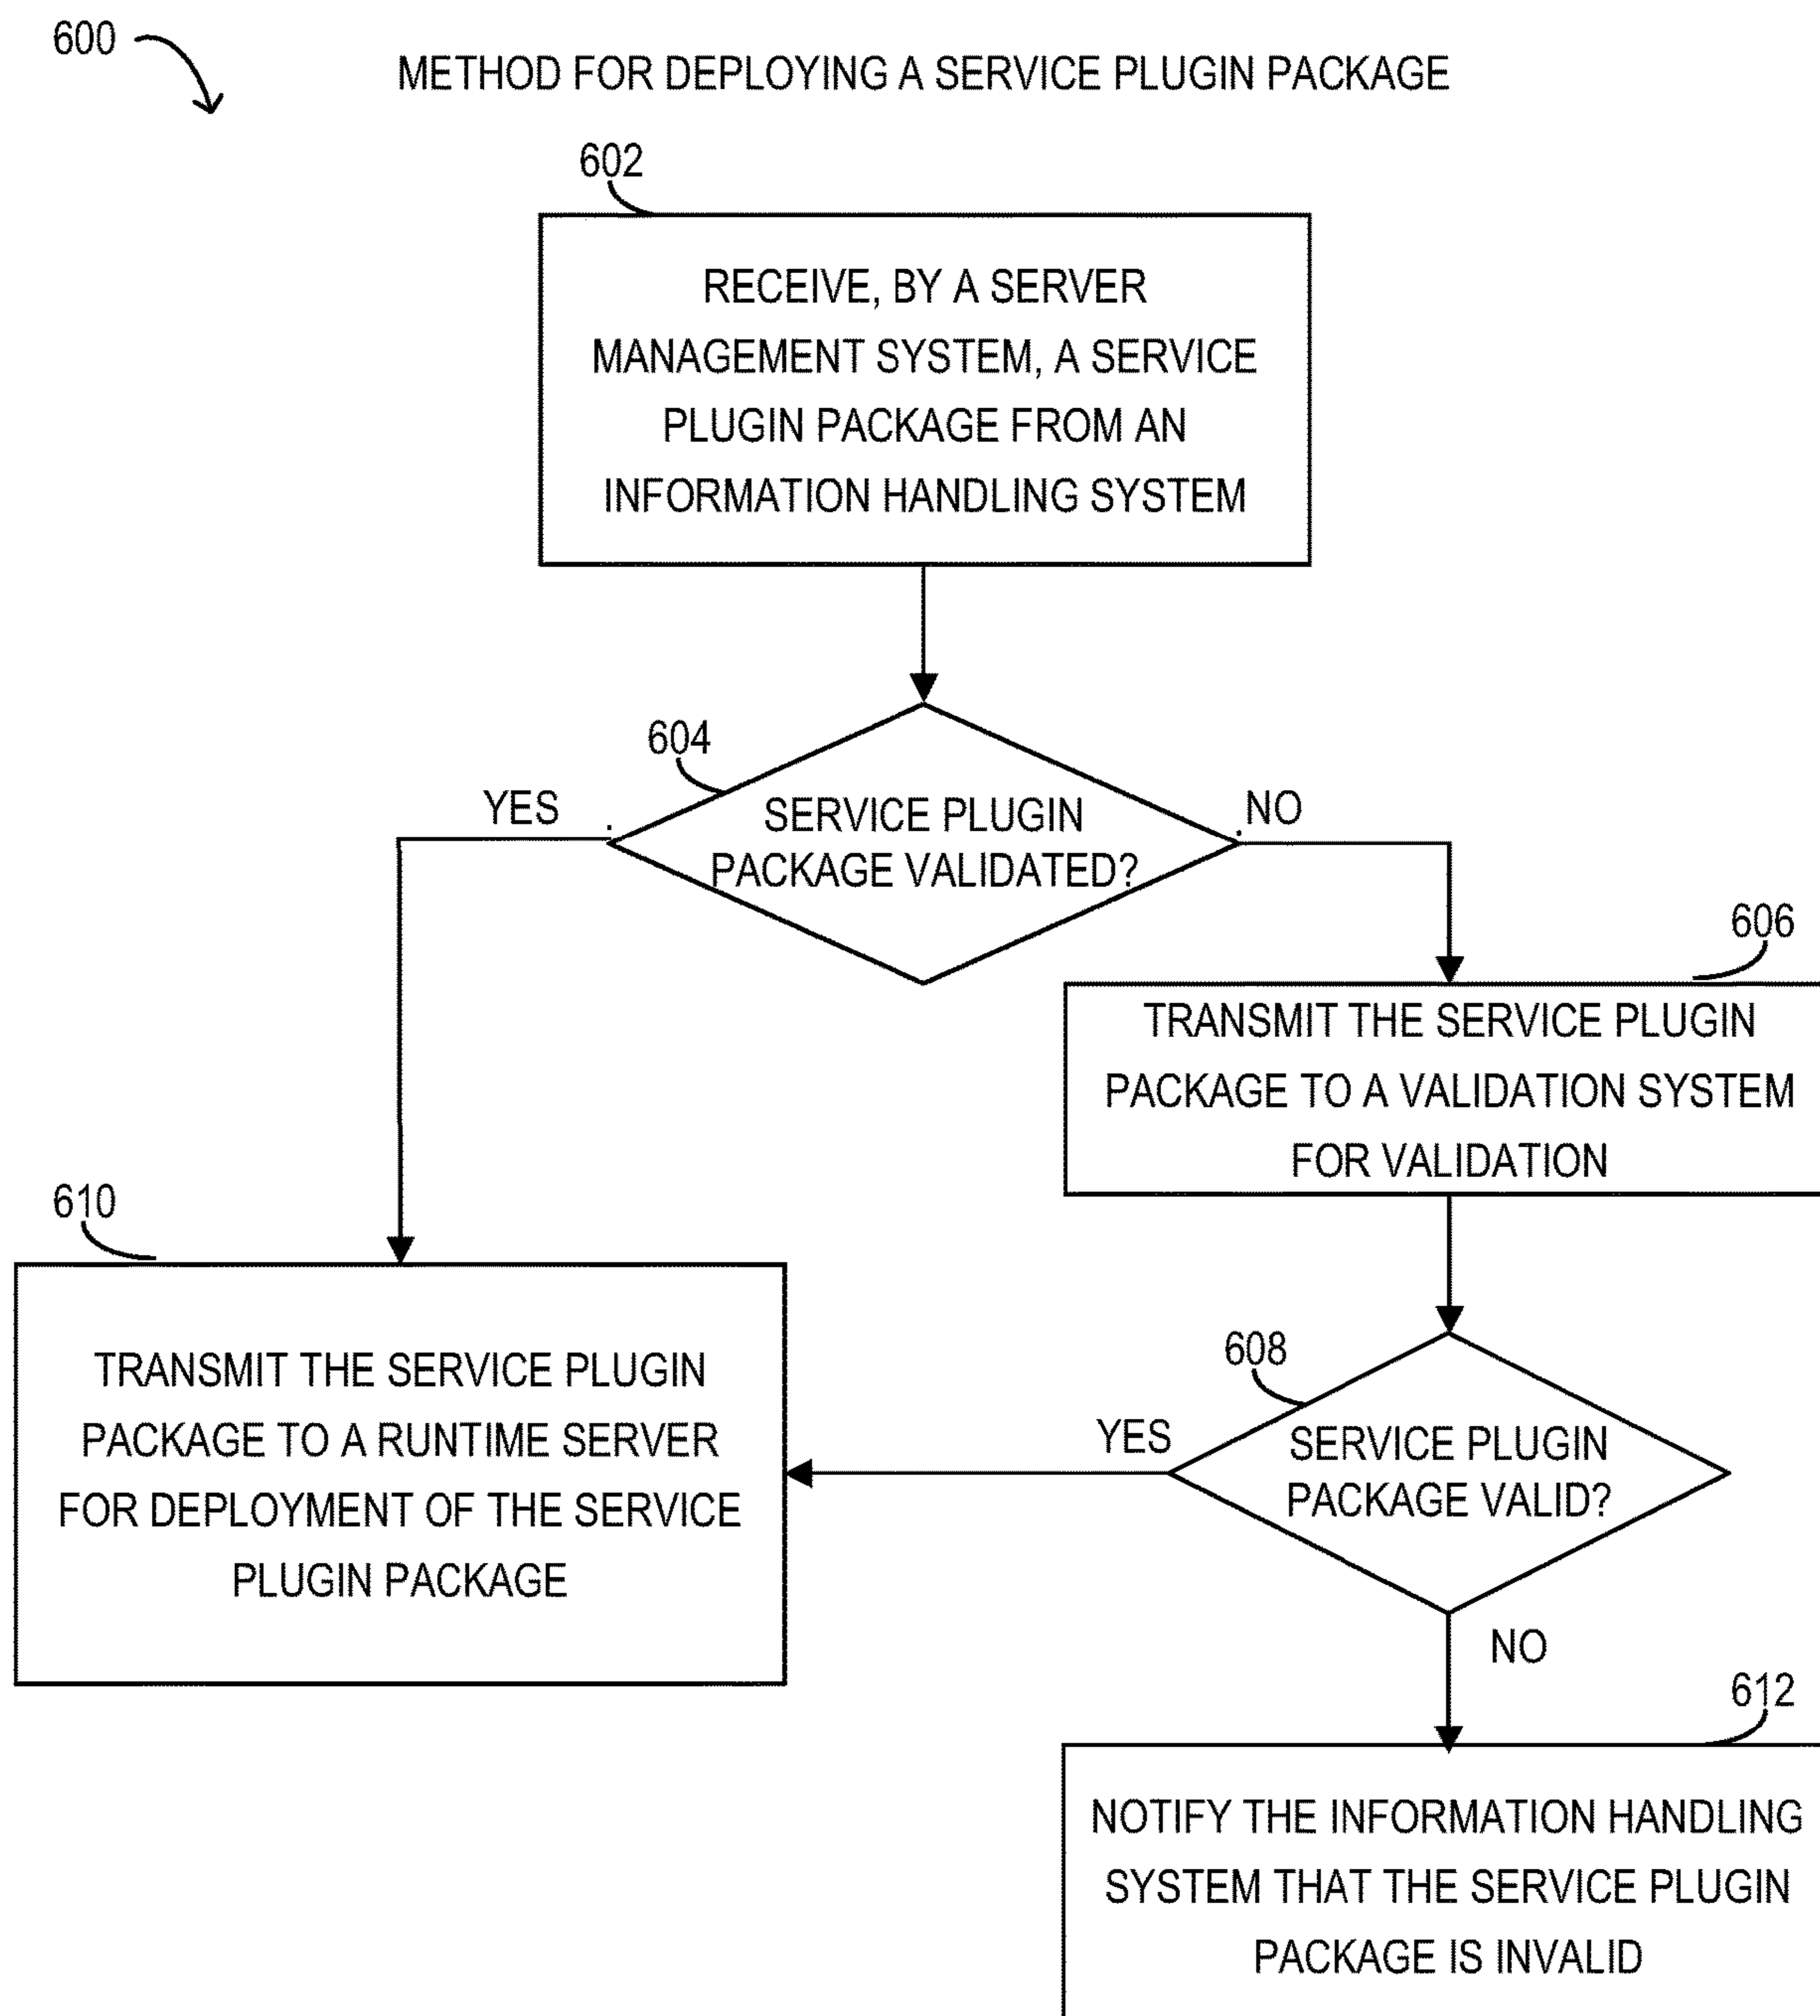 600
METHOD FOR DEPLOYING A SERVICE PLUGIN PACKAGE
602
RECEIVE, BY A SERVER
MANAGEMENT SYSTEM, A SERVICE
PLUGIN PACKAGE FROM AN
INFORMATION HANDLING SYSTEM
604
YES
SERVICE PLUGIN
PACKAGE VALIDATED?
NO
606
TRANSMIT THE SERVICE PLUGIN
PACKAGE TO A VALIDATION SYSTEM
FOR VALIDATION
610
TRANSMIT THE SERVICE PLUGIN
PACKAGE TO A RUNTIME SERVER
FOR DEPLOYMENT OF THE SERVICE
PLUGIN PACKAGE
608
YES
SERVICE PLUGIN
PACKAGE VALID?
NO
612
NOTIFY THE INFORMATION HANDLING
SYSTEM THAT THE SERVICE PLUGIN
PACKAGE IS INVALID